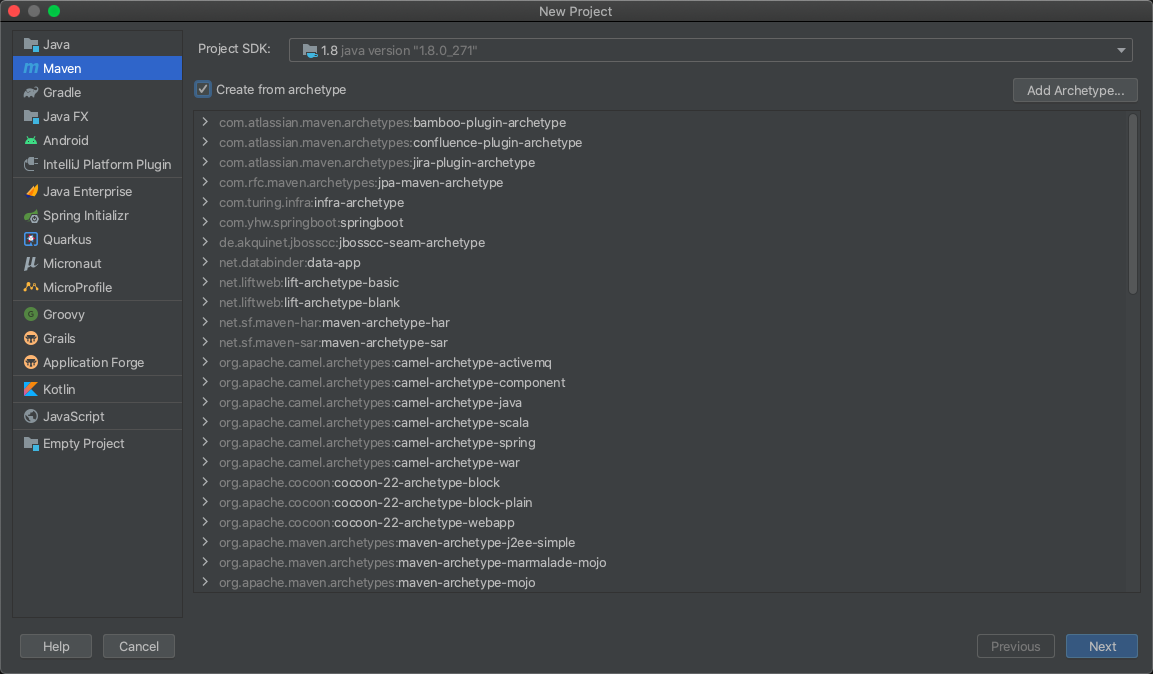 New Project
Java
Maven
Gradle
Java FX
Android
IntelliJ Platform Plugin
Java Enterprise
Spring Initializr
Quarkus
Micronaut
MicroProfile
Groovy
Grails
Application Forge
Kotlin
JavaScript
Empty Project
Project SDK: 1.8 java version "1.8.0_271"
Create from archetype
Add Archetype...
com.atlassian.maven.archetypes:bamboo-plugin-archetype
com.atlassian.maven.archetypes:confluence-plugin-archetype
com.atlassian.maven.archetypes:jira-plugin-archetype
com.rfc.maven.archetypes:jpa-maven-archetype
com.turing.infra:infra-archetype
com.yhw.springboot:springboot
de.akquinet.jbosscc:jbosscc-seam-archetype
net.databinder:data-app
net.liftweb:lift-archetype-basic
net.liftweb:lift-archetype-blank
net.sf.maven-har:maven-archetype-har
net.sf.maven-sar:maven-archetype-sar
org.apache.camel.archetypes:camel-archetype-activemq
org.apache.camel.archetypes:camel-archetype-component
org.apache.camel.archetypes:camel-archetype-java
org.apache.camel.archetypes:camel-archetype-scala
org.apache.camel.archetypes:camel-archetype-spring
org.apache.camel.archetypes:camel-archetype-war
org.apache.cocoon:cocoon-22-archetype-block
org.apache.cocoon:cocoon-22-archetype-block-plain
org.apache.cocoon:cocoon-22-archetype-webapp
org.apache.maven.archetypes:maven-archetype-j2ee-simple
org.apache.maven.archetypes:maven-archetype-marmalade-mojo
org.apache.maven.archetypes:maven-archetype-mojo
Help
Cancel
Previous
Next